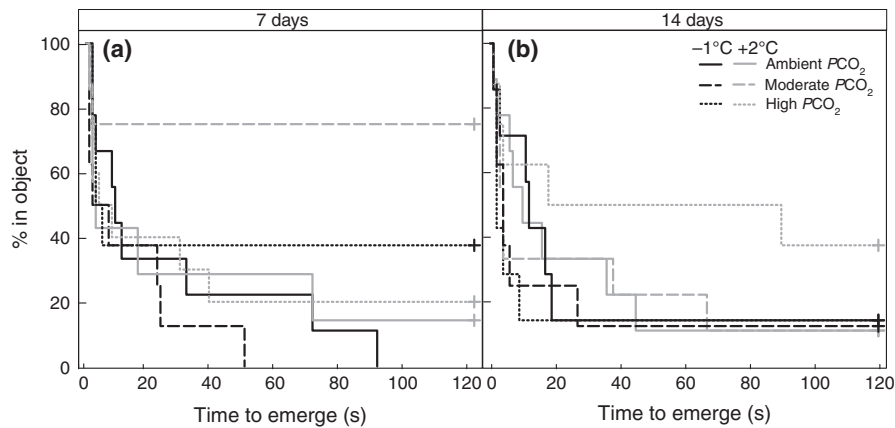 7 days 14 days
(a) (b)
–1°C +2°C
Ambient PCO2
Moderate PCO2
High PCO2
% in object
100
80
60
40
20
0
0 20 40 60 80 100 120 0 20 40 60 80 100 120
Time to emerge (s) Time to emerge (s)